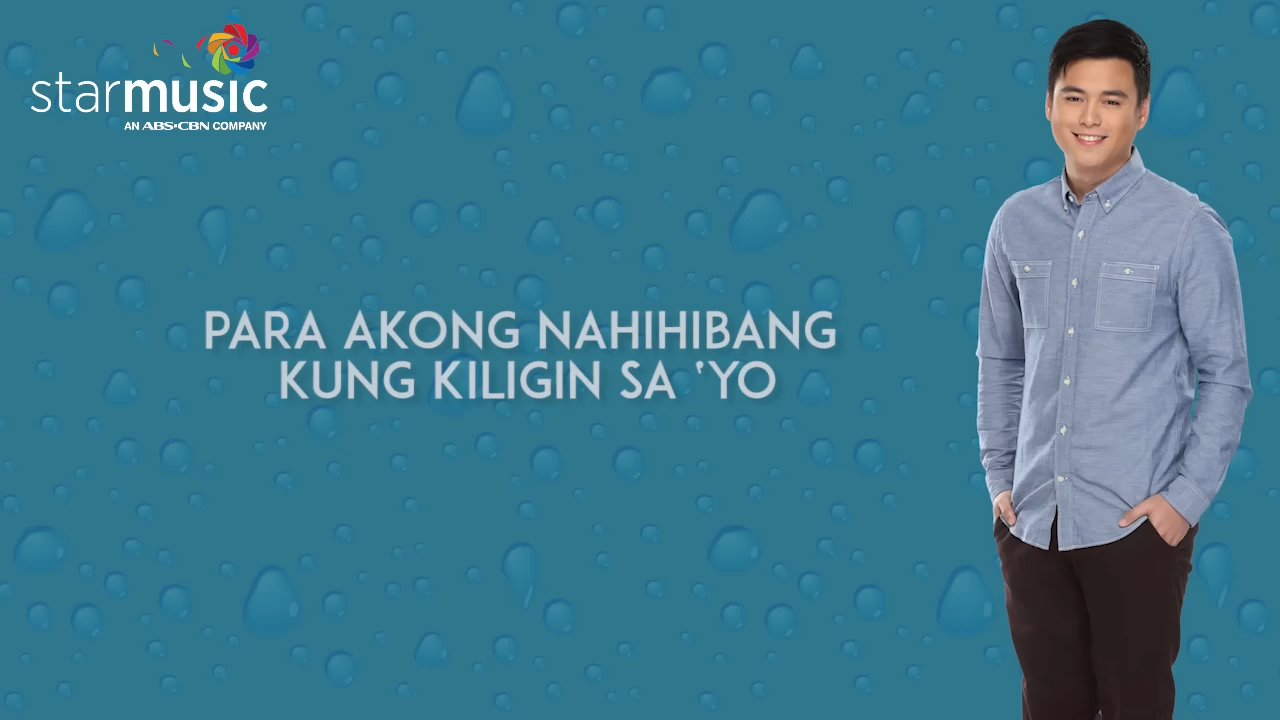 starmusic
AN ABS•CBN COMPANY
PARA AKONG NAHIHIBANG
KUNG KILIGIN SA ‘YO